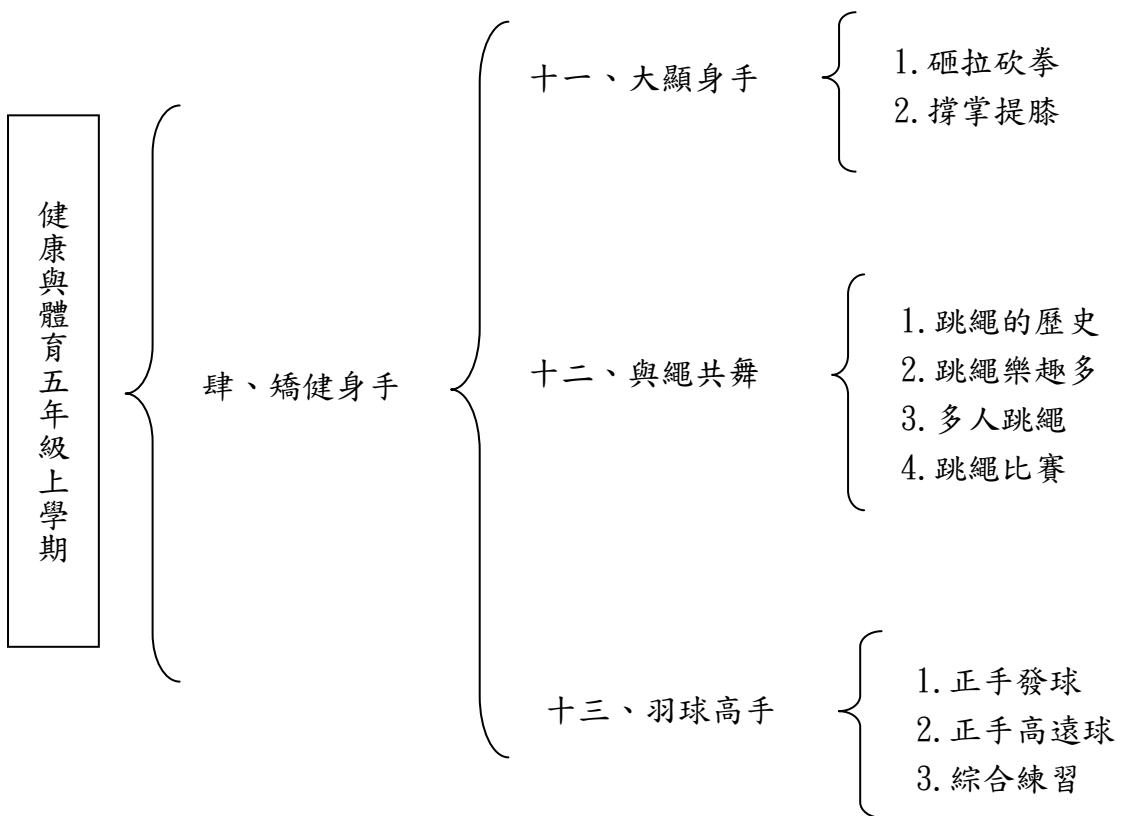 健康與體育五年級上學期
肆、矯健身手
十一、大顯身手
1.砸拉砍拳
2.撐掌提膝
十二、與繩共舞
1.跳繩的歷史
2.跳繩樂趣多
3.多人跳繩
4.跳繩比賽
十三、羽球高手
1.正手發球
2.正手高遠球
3.綜合練習